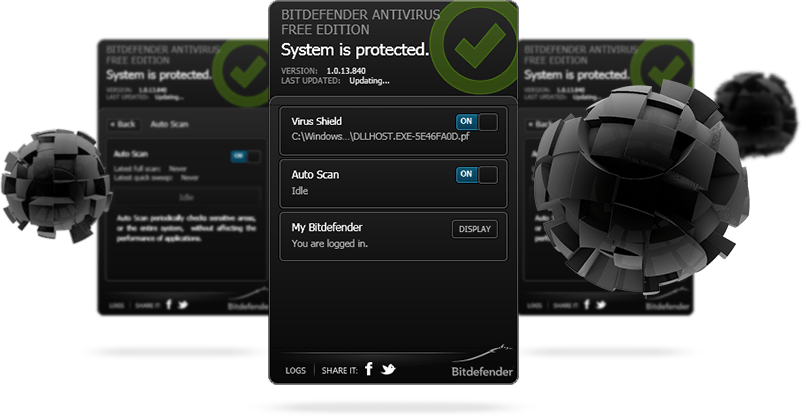 BITDEFENDER ANTIVIRUS
FREE EDITION
System is protected.
VERSION: 1.0.13.840
LAST UPDATED: Updating...
« Back Auto Scan
Auto Scan ON
Latest full scan: Never
Latest quick sweep: Never
Idle
Auto Scan periodically checks sensitive areas,
or the entire system, without affecting the
performance of applications.
LOGS SHARE IT:
Bitdefender
BITDEFENDER ANTIVIRUS
FREE EDITION
System is protected.
VERSION: 1.0.13.840
LAST UPDATED: Updating...
Virus Shield ON
C:\Windows...\DLLHOST.EXE-5E46FA0D.pf
Auto Scan ON
Idle
My Bitdefender DISPLAY
You are logged in.
LOGS SHARE IT:
Bitdefender
BITDEFENDER ANTIVIRUS
FREE EDITION
System is protected.
VERSION: 1.0.13.840
LAST UPDATED: Updating...
« Back
LOGS SHARE IT:
Bitdefender